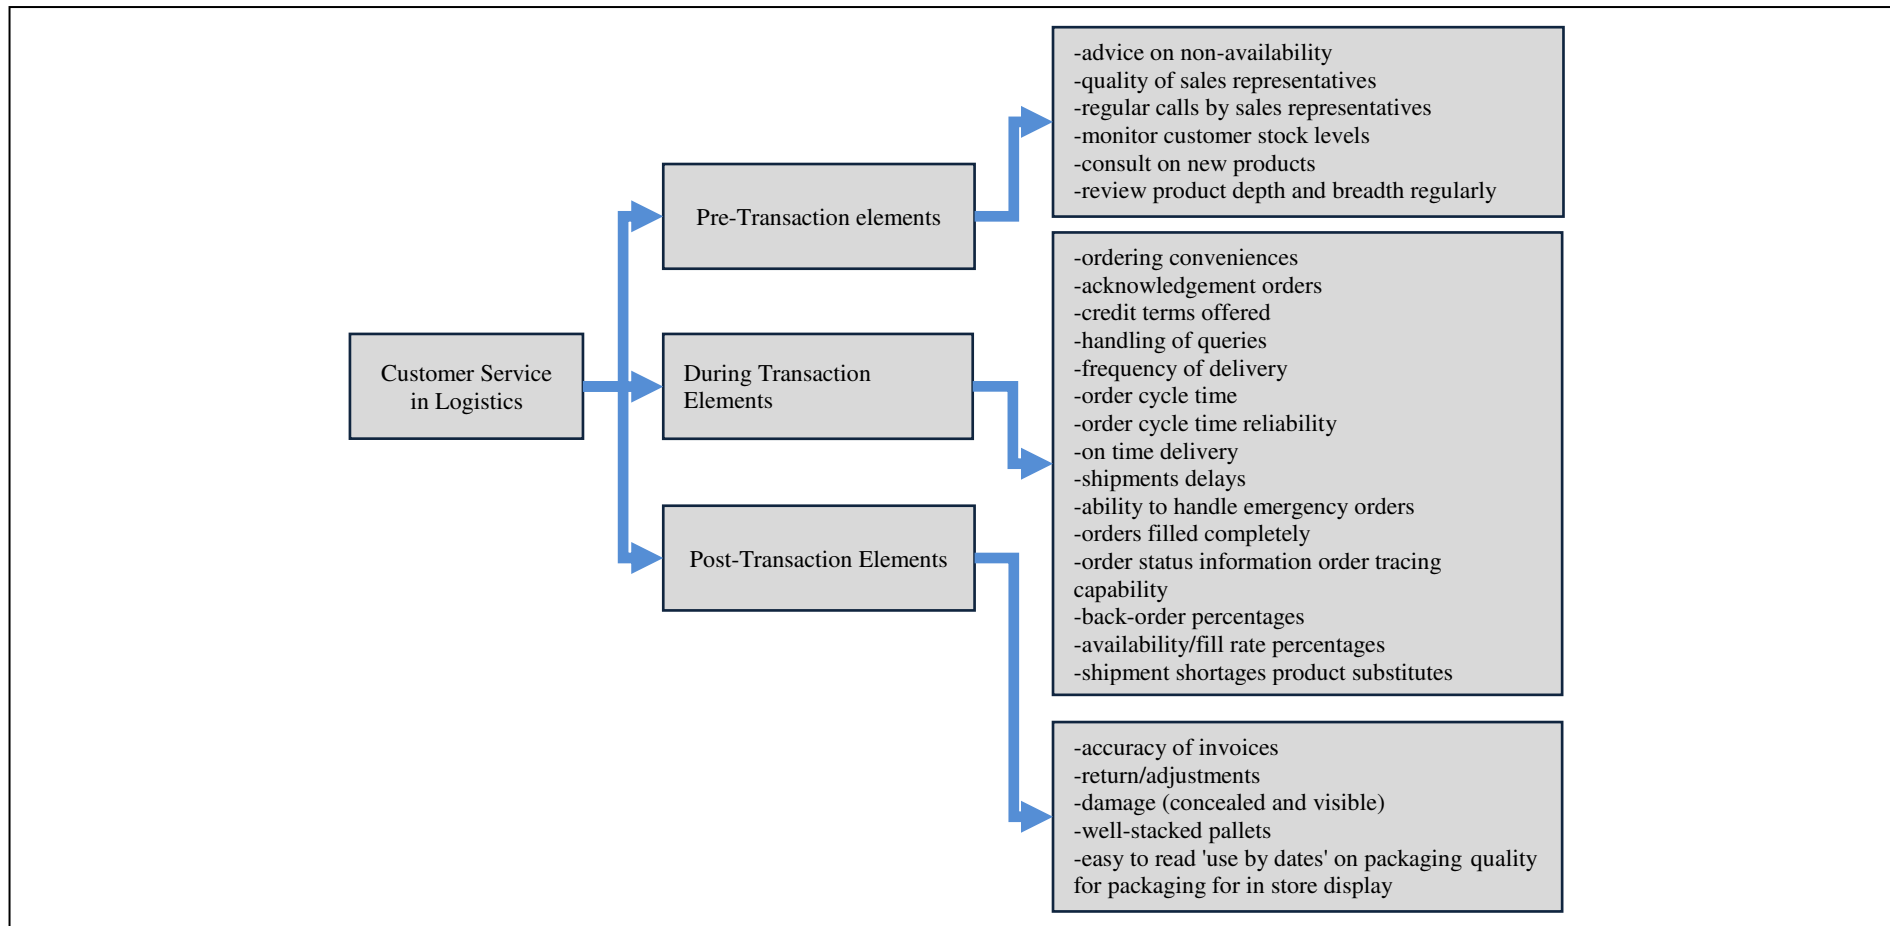 Customer Service
in Logistics
Pre-Transaction elements
During Transaction
Elements
Post-Transaction Elements
-advice on non-availability
-quality of sales representatives
-regular calls by sales representatives
-monitor customer stock levels
-consult on new products
-review product depth and breadth regularly
-ordering conveniences
-acknowledgement orders
-credit terms offered
-handling of queries
-frequency of delivery
-order cycle time
-order cycle time reliability
-on time delivery
-shipments delays
-ability to handle emergency orders
-orders filled completely
-order status information order tracing
capability
-back-order percentages
-availability/fill rate percentages
-shipment shortages product substitutes
-accuracy of invoices
-return/adjustments
-damage (concealed and visible)
-well-stacked pallets
-easy to read 'use by dates' on packaging quality
for packaging for in store display